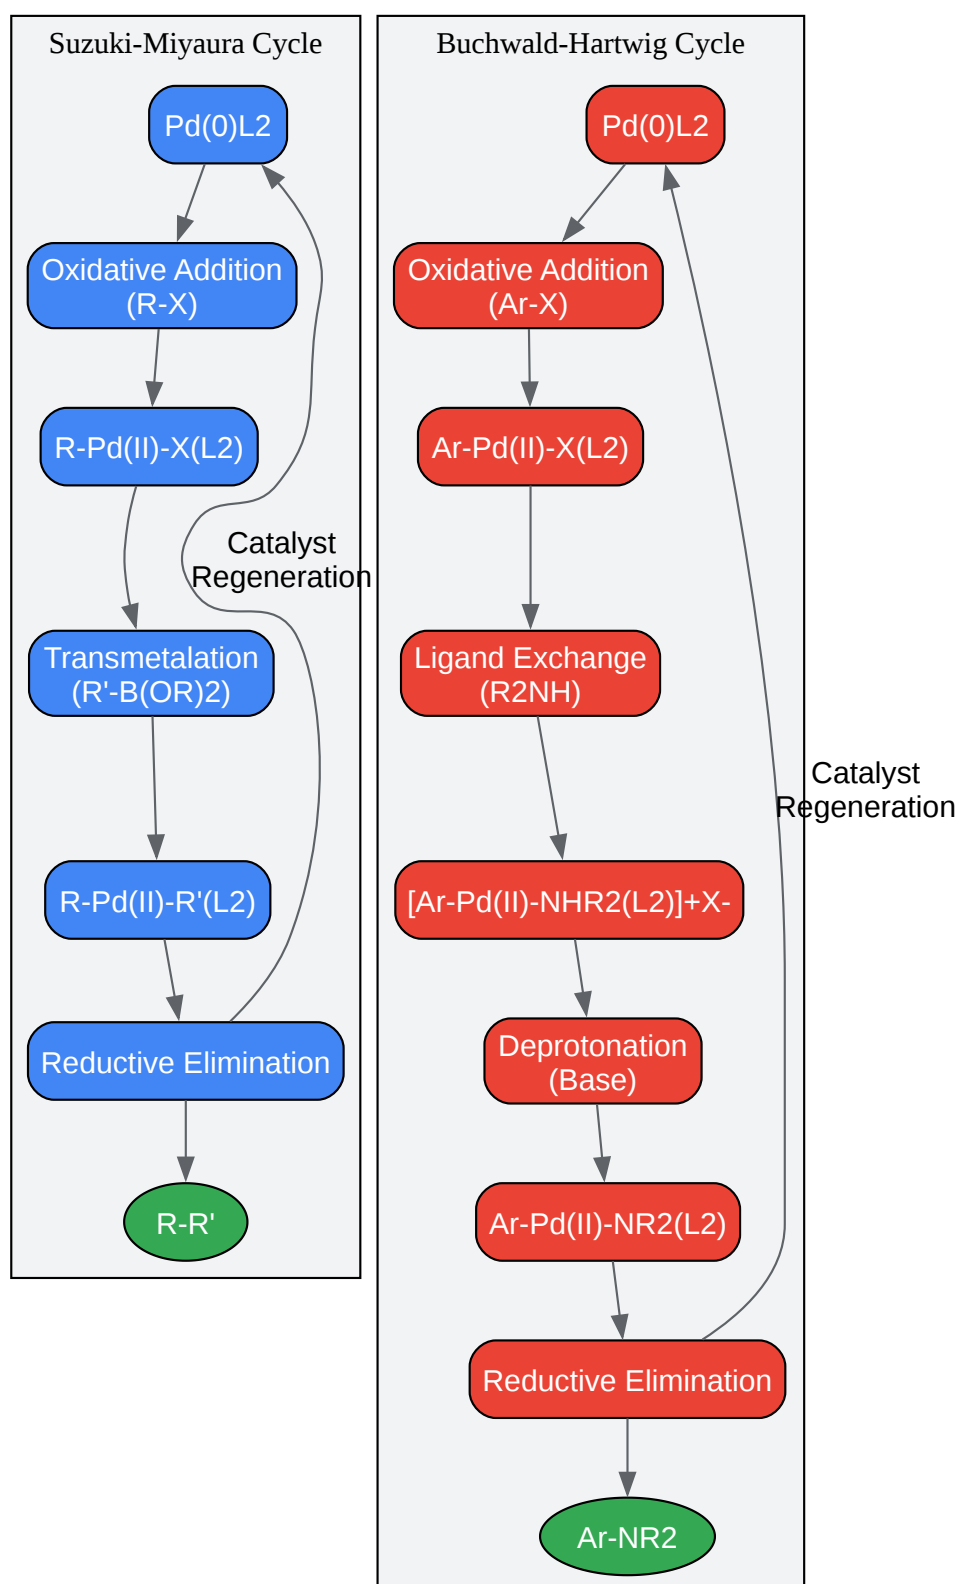 Suzuki-Miyaura Cycle
Pd(0)L2
Oxidative Addition
(R-X)
R-Pd(II)-X(L2)
Catalyst
Regeneration
Transmetalation
(R'-B(OR)2)
R-Pd(II)-R'(L2)
Reductive Elimination
R-R'
Buchwald-Hartwig Cycle
Pd(0)L2
Oxidative Addition
(Ar-X)
Ar-Pd(II)-X(L2)
Ligand Exchange
(R2NH)
Catalyst
Regeneration
[Ar-Pd(II)-NHR2(L2)]+X-
Deprotonation
(Base)
Ar-Pd(II)-NR2(L2)
Reductive Elimination
Ar-NR2